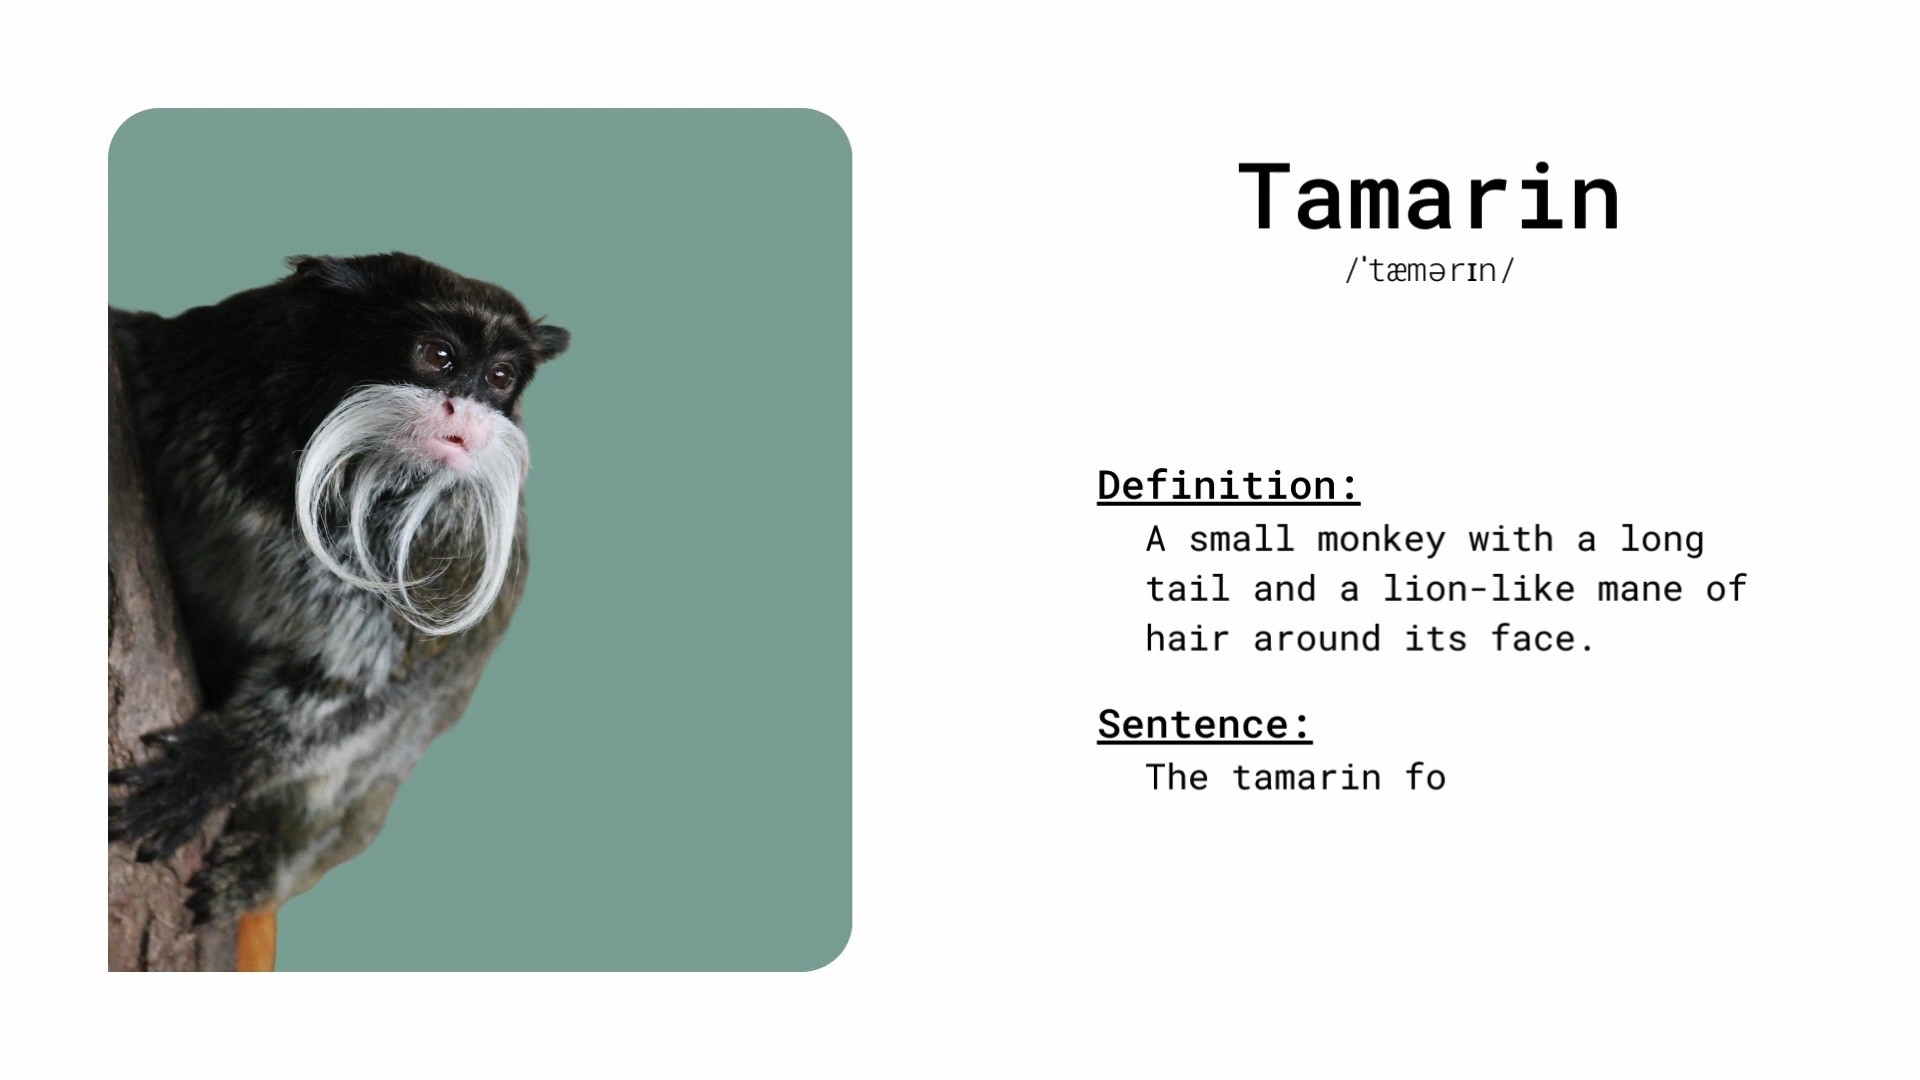 Tamarin
/ˈtæmərɪn/
Definition:
A small monkey with a long
tail and a lion-like mane of
hair around its face.
Sentence:
The tamarin fo